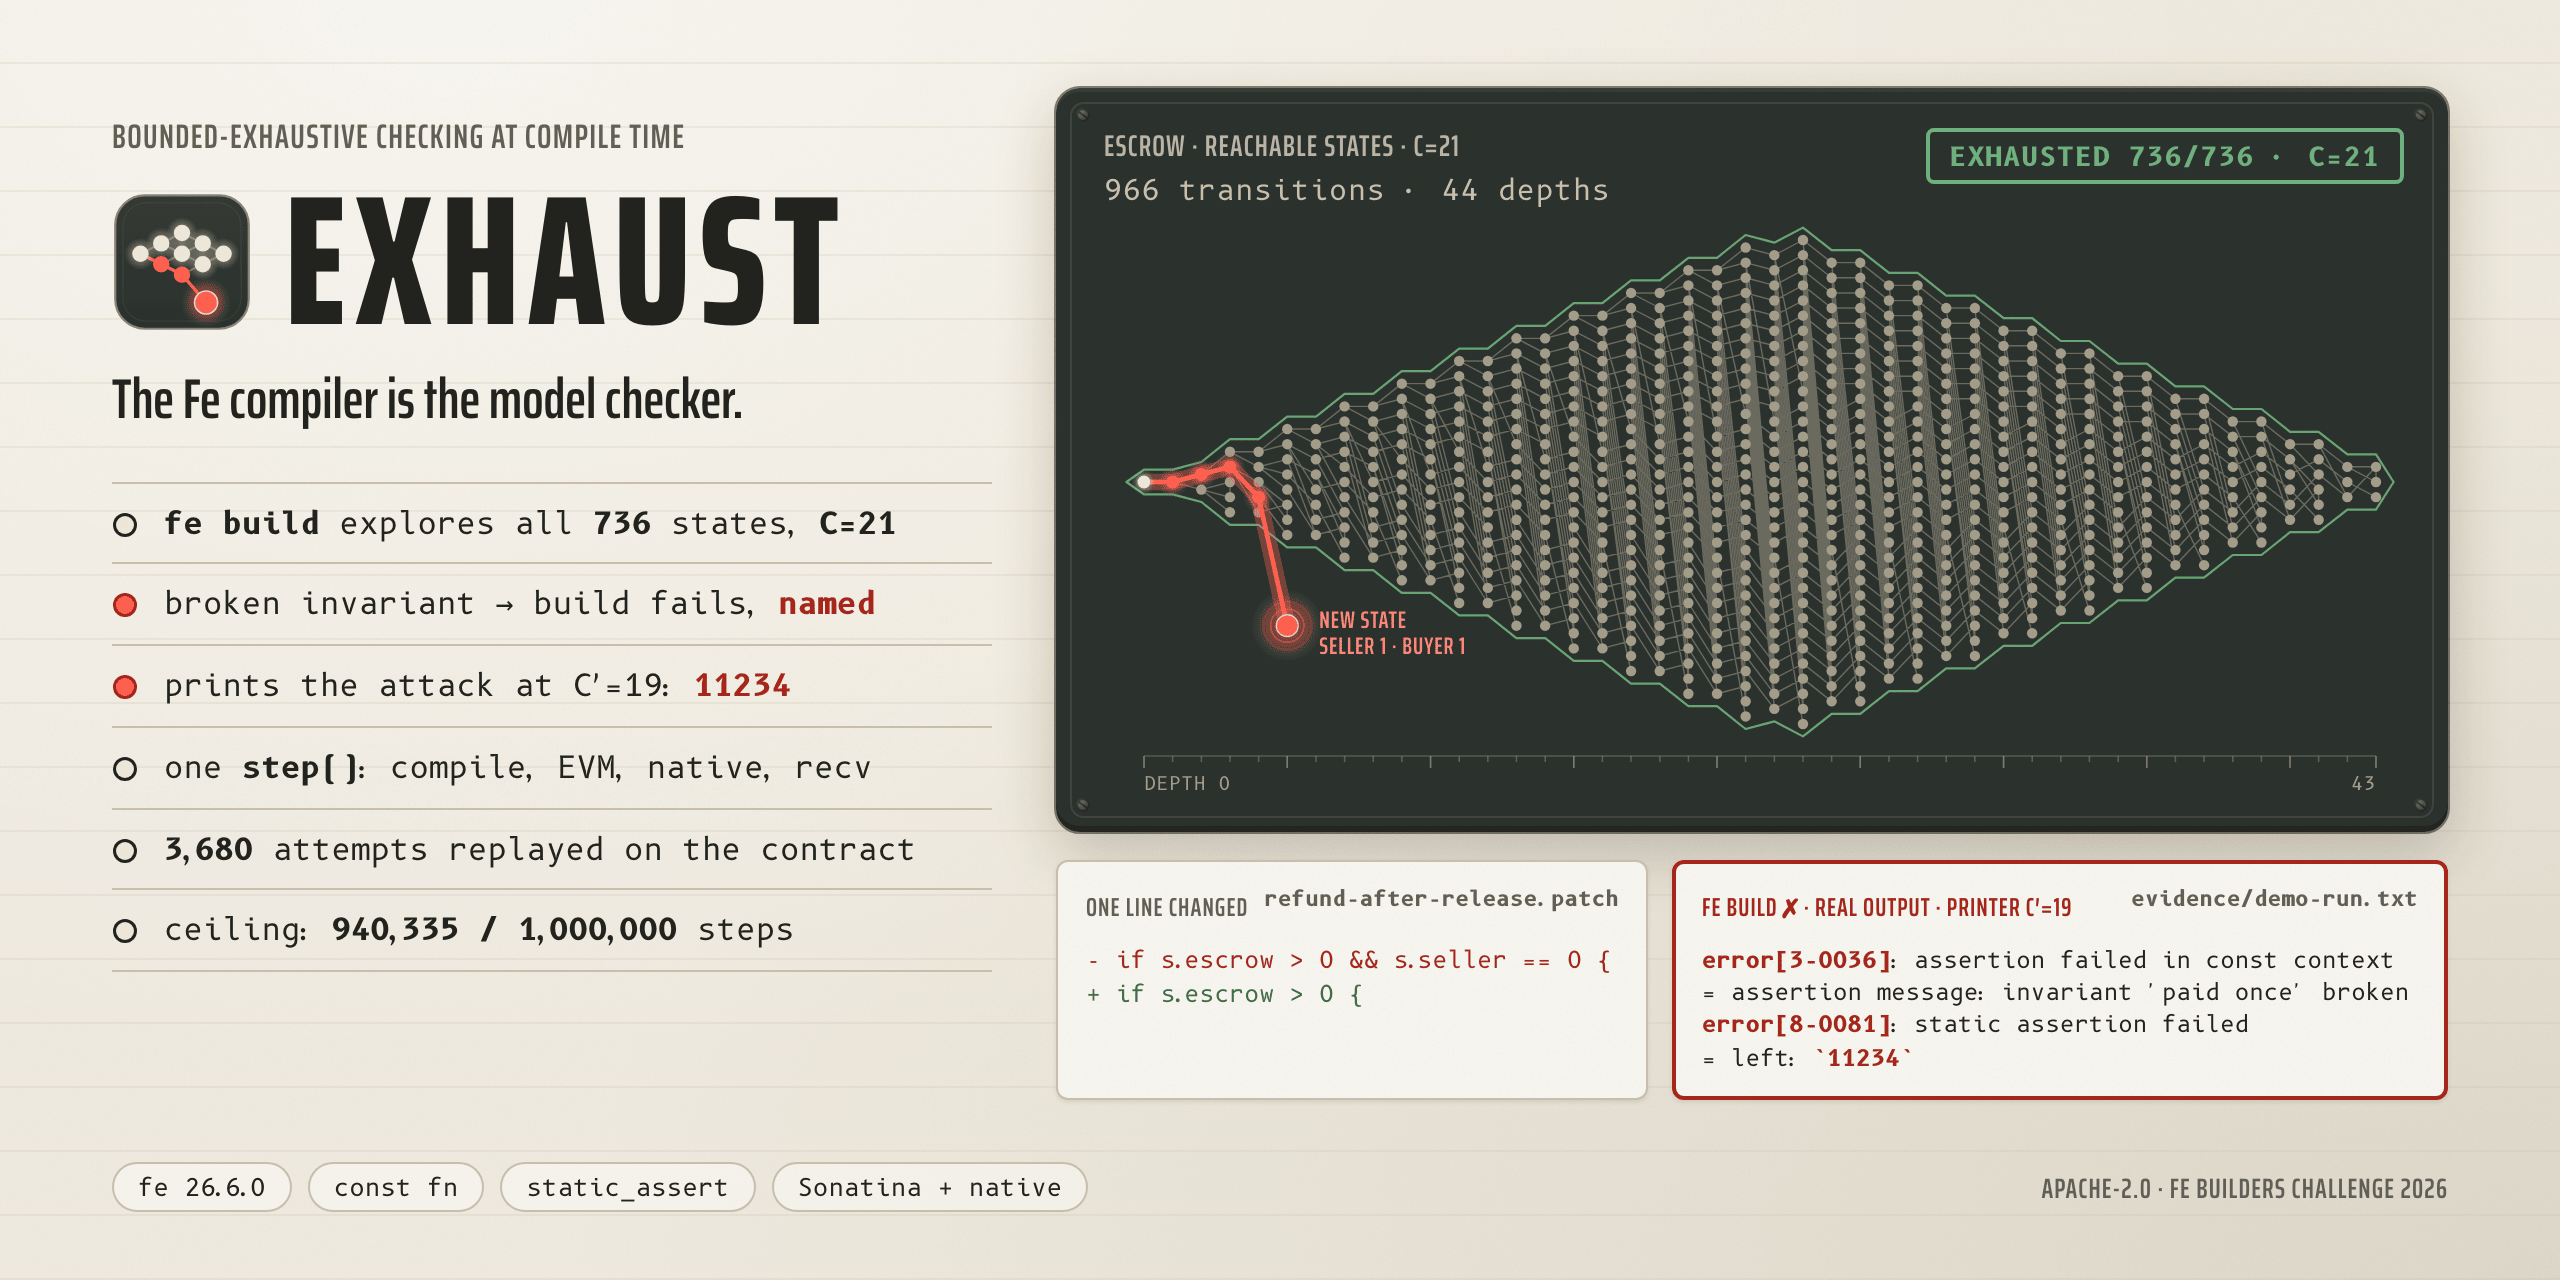 BOUNDED-EXHAUSTIVE CHECKING AT COMPILE TIME
EXHAUST
The Fe compiler is the model checker.
fe build explores all 736 states, C=21
broken invariant → build fails, named
prints the attack at C′=19: 11234
one step(): compile, EVM, native, recv
3,680 attempts replayed on the contract
ceiling: 940,335 / 1,000,000 steps
ESCROW · REACHABLE STATES · C=21
966 transitions · 44 depths
EXHAUSTED 736/736 · C=21
NEW STATE
SELLER 1 · BUYER 1
DEPTH 0
43
ONE LINE CHANGED refund-after-release.patch
- if s.escrow > 0 && s.seller == 0 {
+ if s.escrow > 0 {
FE BUILD ✗ · REAL OUTPUT · PRINTER C′=19 evidence/demo-run.txt
error[3-0036]: assertion failed in const context
= assertion message: invariant 'paid once' broken
error[8-0081]: static assertion failed
= left: `11234`
fe 26.6.0
const fn
static_assert
Sonatina + native
APACHE-2.0 · FE BUILDERS CHALLENGE 2026